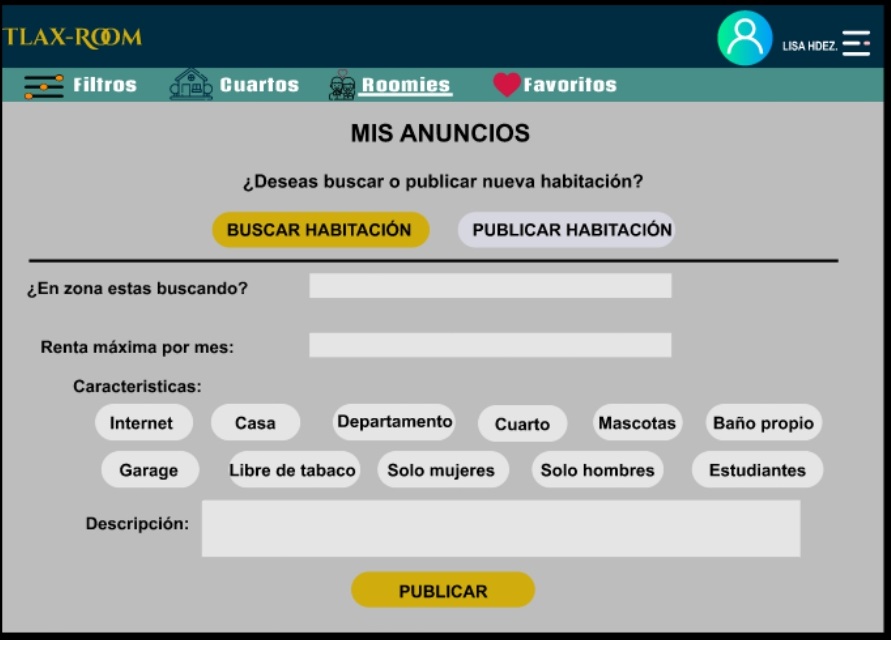 TLAX-ROOM
LISA HDEZ.
Filtros Cuartos Roomies Favoritos
MIS ANUNCIOS
¿Deseas buscar o publicar nueva habitación?
BUSCAR HABITACIÓN PUBLICAR HABITACIÓN
¿En zona estas buscando?
Renta máxima por mes:
Caracteristicas:
Internet Casa Departamento Cuarto Mascotas Baño propio
Garage Libre de tabaco Solo mujeres Solo hombres Estudiantes
Descripción:
PUBLICAR